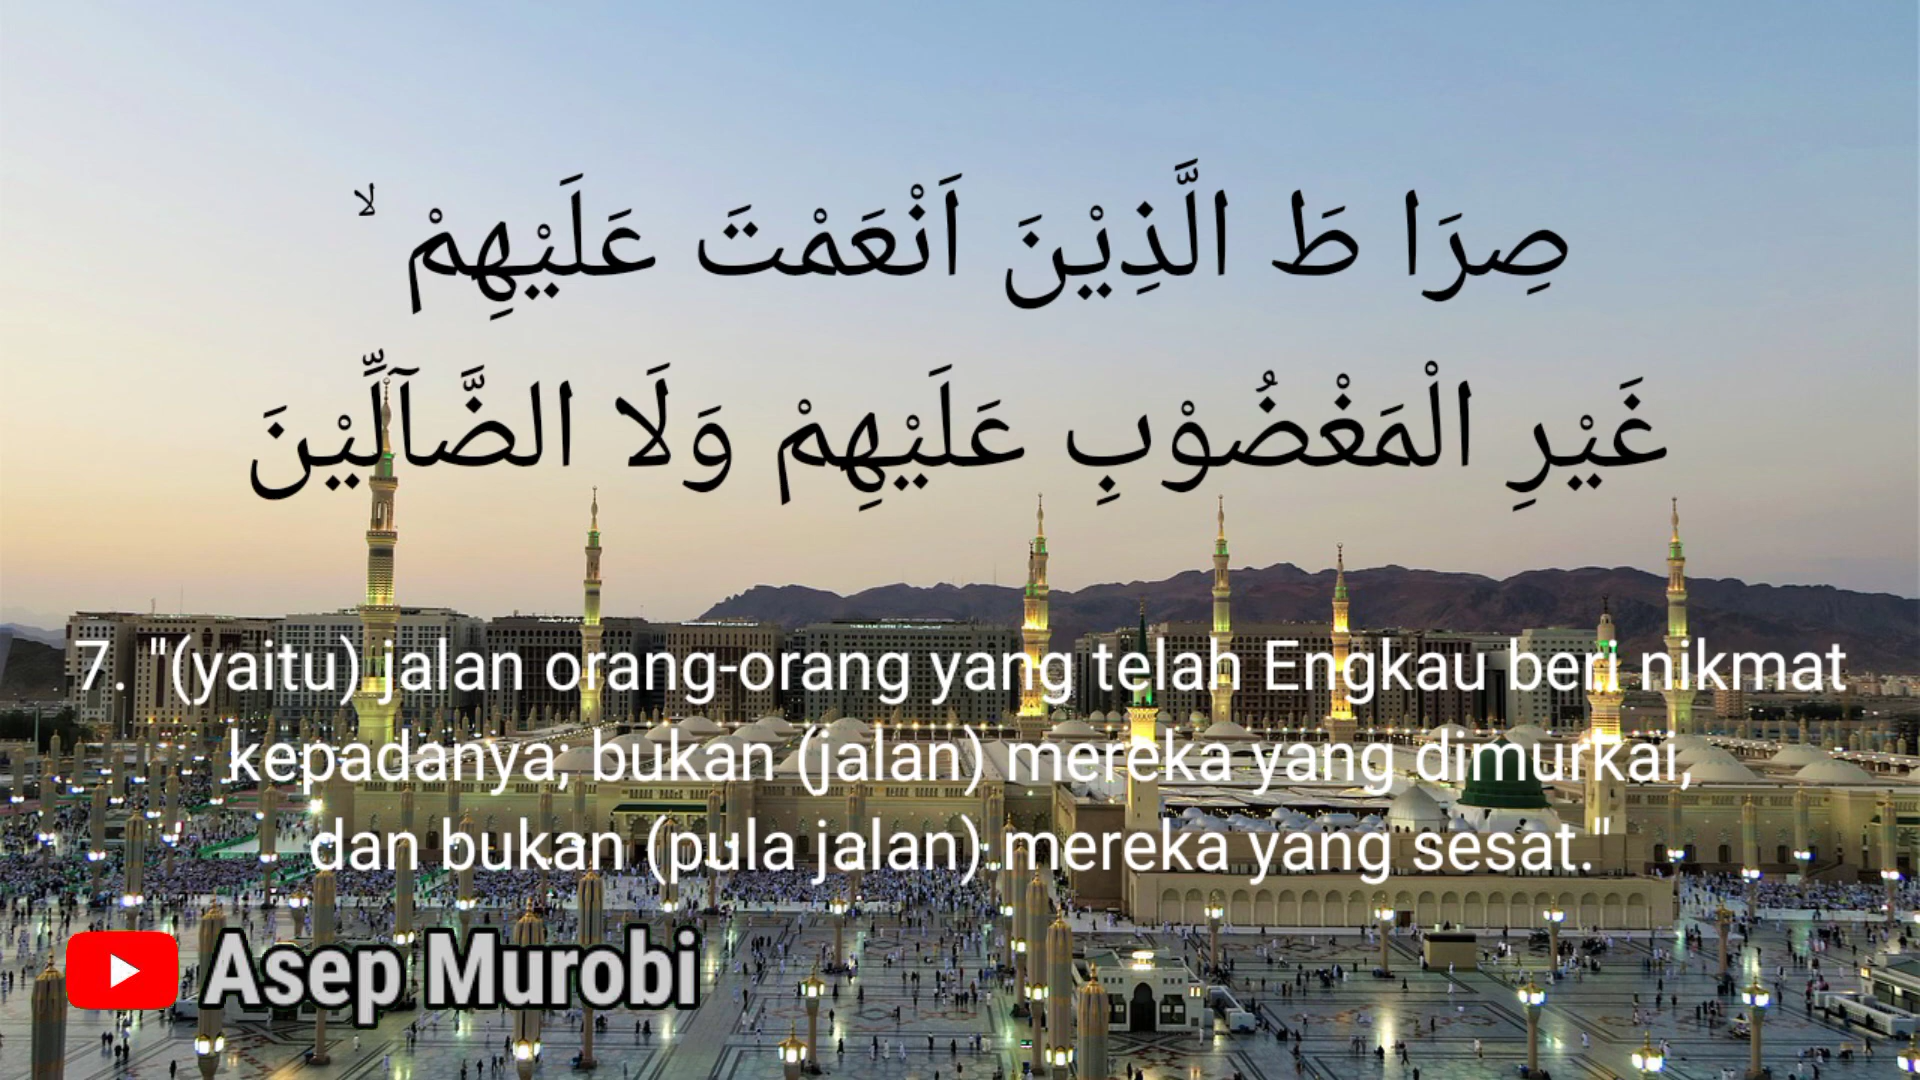 صِرَا طَ الَّذِيْنَ اَنْعَمْتَ عَلَيْهِمْ ۙ
غَيْرِ الْمَغْضُوْبِ عَلَيْهِمْ وَلَا الضَّآلِّيْنَ
7. "(yaitu) jalan orang-orang yang telah Engkau beri nikmat
kepadanya; bukan (jalan) mereka yang dimurkai,
dan bukan (pula jalan) mereka yang sesat."
Asep Murobi